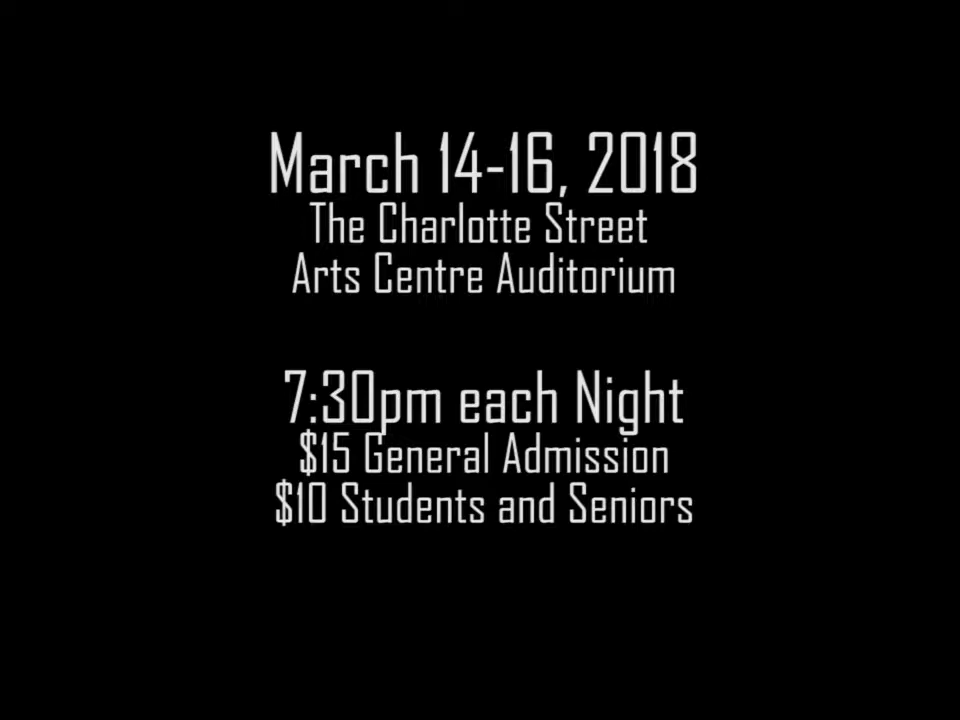 March 14-16, 2018
The Charlotte Street
Arts Centre Auditorium
7:30pm each Night
$15 General Admission
$10 Students and Seniors